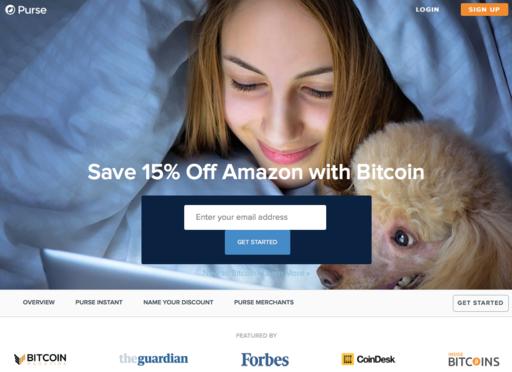 Purse
LOGIN
SIGN UP
Save 15% Off Amazon with Bitcoin
Enter your email address
GET STARTED
OVERVIEW
PURSE INSTANT
NAME YOUR DISCOUNT
PURSE MERCHANTS
GET STARTED
FEATURED BY
BITCOIN
theguardian
Forbes
CoinDesk
INSIDE
BITCOINS